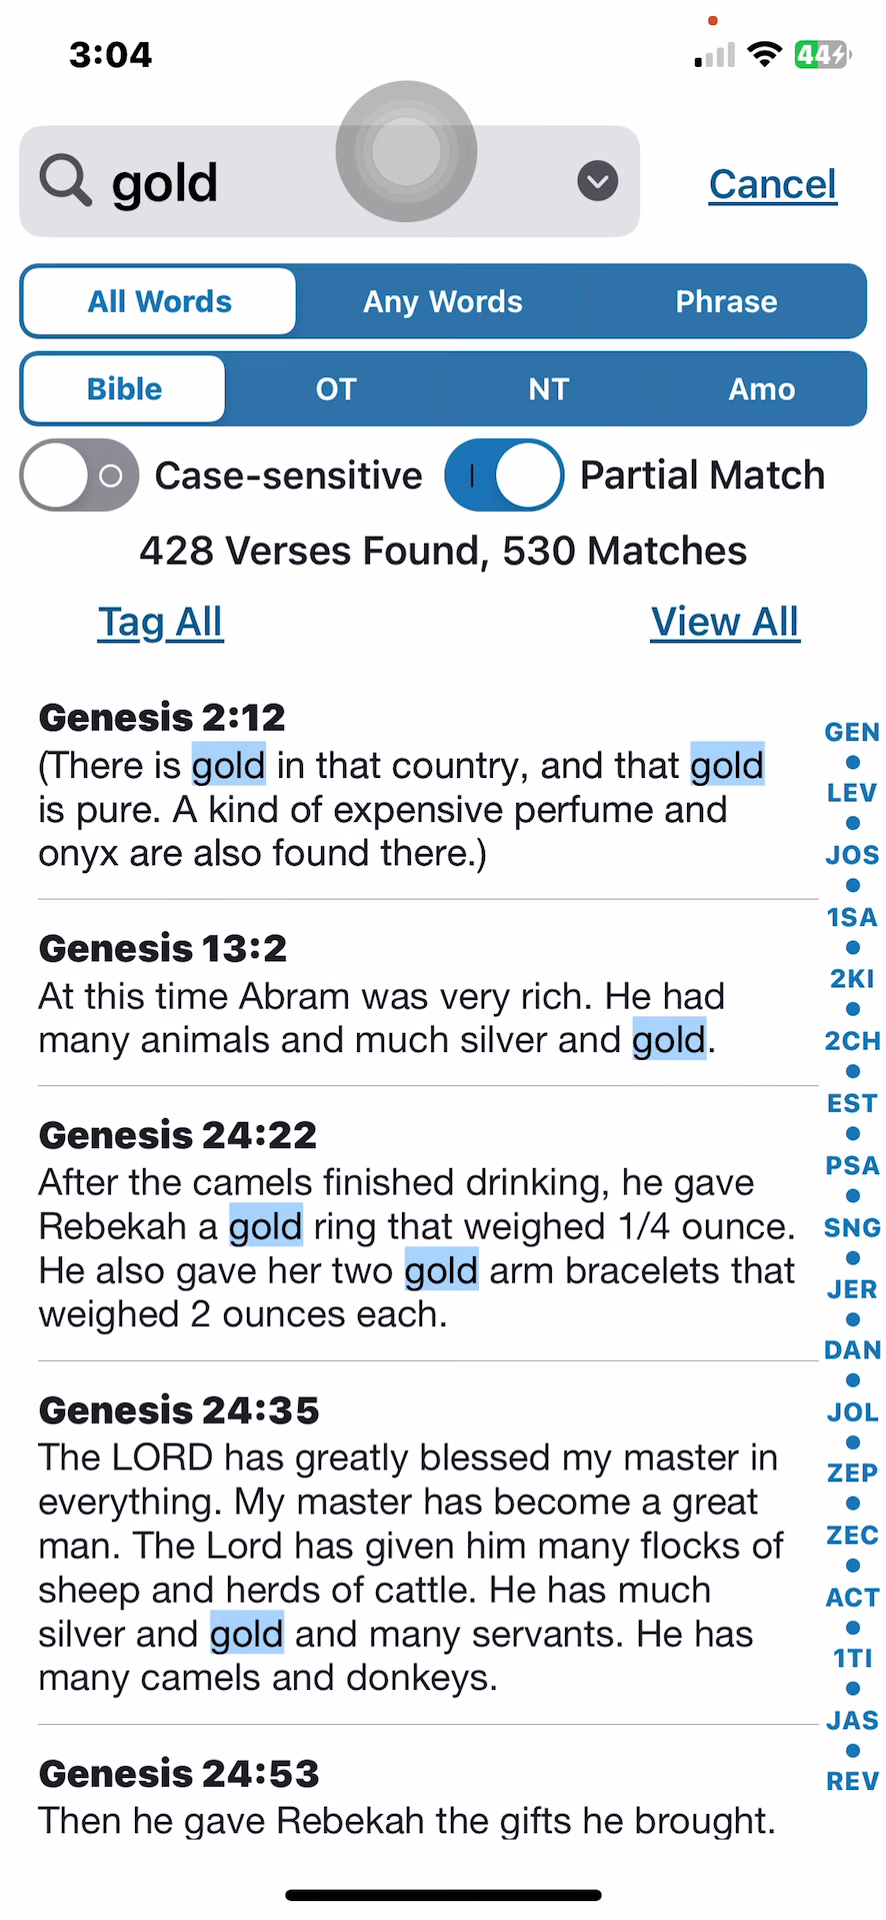 3:04
44
gold
Cancel
All Words
Any Words
Phrase
Bible
OT
NT
Amo
Case-sensitive
Partial Match
428 Verses Found, 530 Matches
Tag All
View All
Genesis 2:12
(There is gold in that country, and that gold
is pure. A kind of expensive perfume and
onyx are also found there.)
Genesis 13:2
At this time Abram was very rich. He had
many animals and much silver and gold.
Genesis 24:22
After the camels finished drinking, he gave
Rebekah a gold ring that weighed 1/4 ounce.
He also gave her two gold arm bracelets that
weighed 2 ounces each.
Genesis 24:35
The LORD has greatly blessed my master in
everything. My master has become a great
man. The Lord has given him many flocks of
sheep and herds of cattle. He has much
silver and gold and many servants. He has
many camels and donkeys.
Genesis 24:53
Then he gave Rebekah the gifts he brought.
GEN
LEV
JOS
1SA
2KI
2CH
EST
PSA
SNG
JER
DAN
JOL
ZEP
ZEC
ACT
1TI
JAS
REV